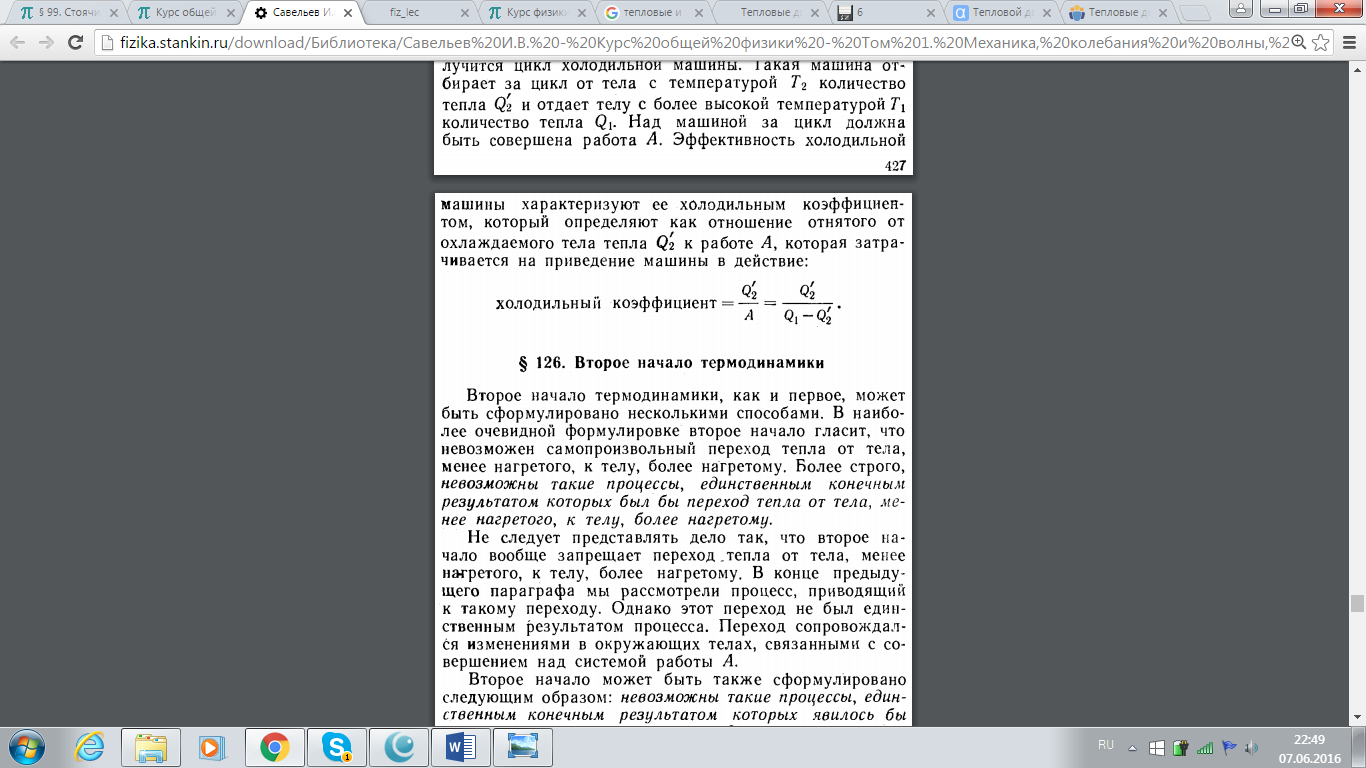 § 99. Стоячи
Курс общей
Савельев И.
fiz_lec
Курс физики
тепловые и
Тепловые д
6
Тепловой д
Тепловые д
fizika.stankin.ru/download/Библиотека/Савельев%20И.В.%20-%20Курс%20общей%20физики%20-%20Том%201.%20Механика,%20колебания%20и%20волны,%2
лучится цикл холодильной машины. Такая машина от-
бирает за цикл от тела с температурой T₂ количество
тепла Q₂′ и отдает телу с более высокой температурой T₁
количество тепла Q₁. Над машиной за цикл должна
быть совершена работа A. Эффективность холодильной
427
машины характеризуют ее холодильным коэффициен-
том, который определяют как отношение отнятого от
охлаждаемого тела тепла Q₂′ к работе A, которая затра-
чивается на приведение машины в действие:
холодильный коэффициент = Q₂′/A = Q₂′/(Q₁ − Q₂′).
§ 126. Второе начало термодинамики
Второе начало термодинамики, как и первое, может
быть сформулировано несколькими способами. В наибо-
лее очевидной формулировке второе начало гласит, что
невозможен самопроизвольный переход тепла от тела,
менее нагретого, к телу, более нагретому. Более строго,
невозможны такие процессы, единственным конечным
результатом которых был бы переход тепла от тела, ме-
нее нагретого, к телу, более нагретому.
Не следует представлять дело так, что второе на-
чало вообще запрещает переход тепла от тела, менее
нагретого, к телу, более нагретому. В конце предыду-
щего параграфа мы рассмотрели процесс, приводящий
к такому переходу. Однако этот переход не был един-
ственным результатом процесса. Переход сопровождал-
ся изменениями в окружающих телах, связанными с со-
вершением над системой работы A.
Второе начало может быть также сформулировано
следующим образом: невозможны такие процессы, един-
ственным конечным результатом которых явилось бы
RU
22:49
07.06.2016